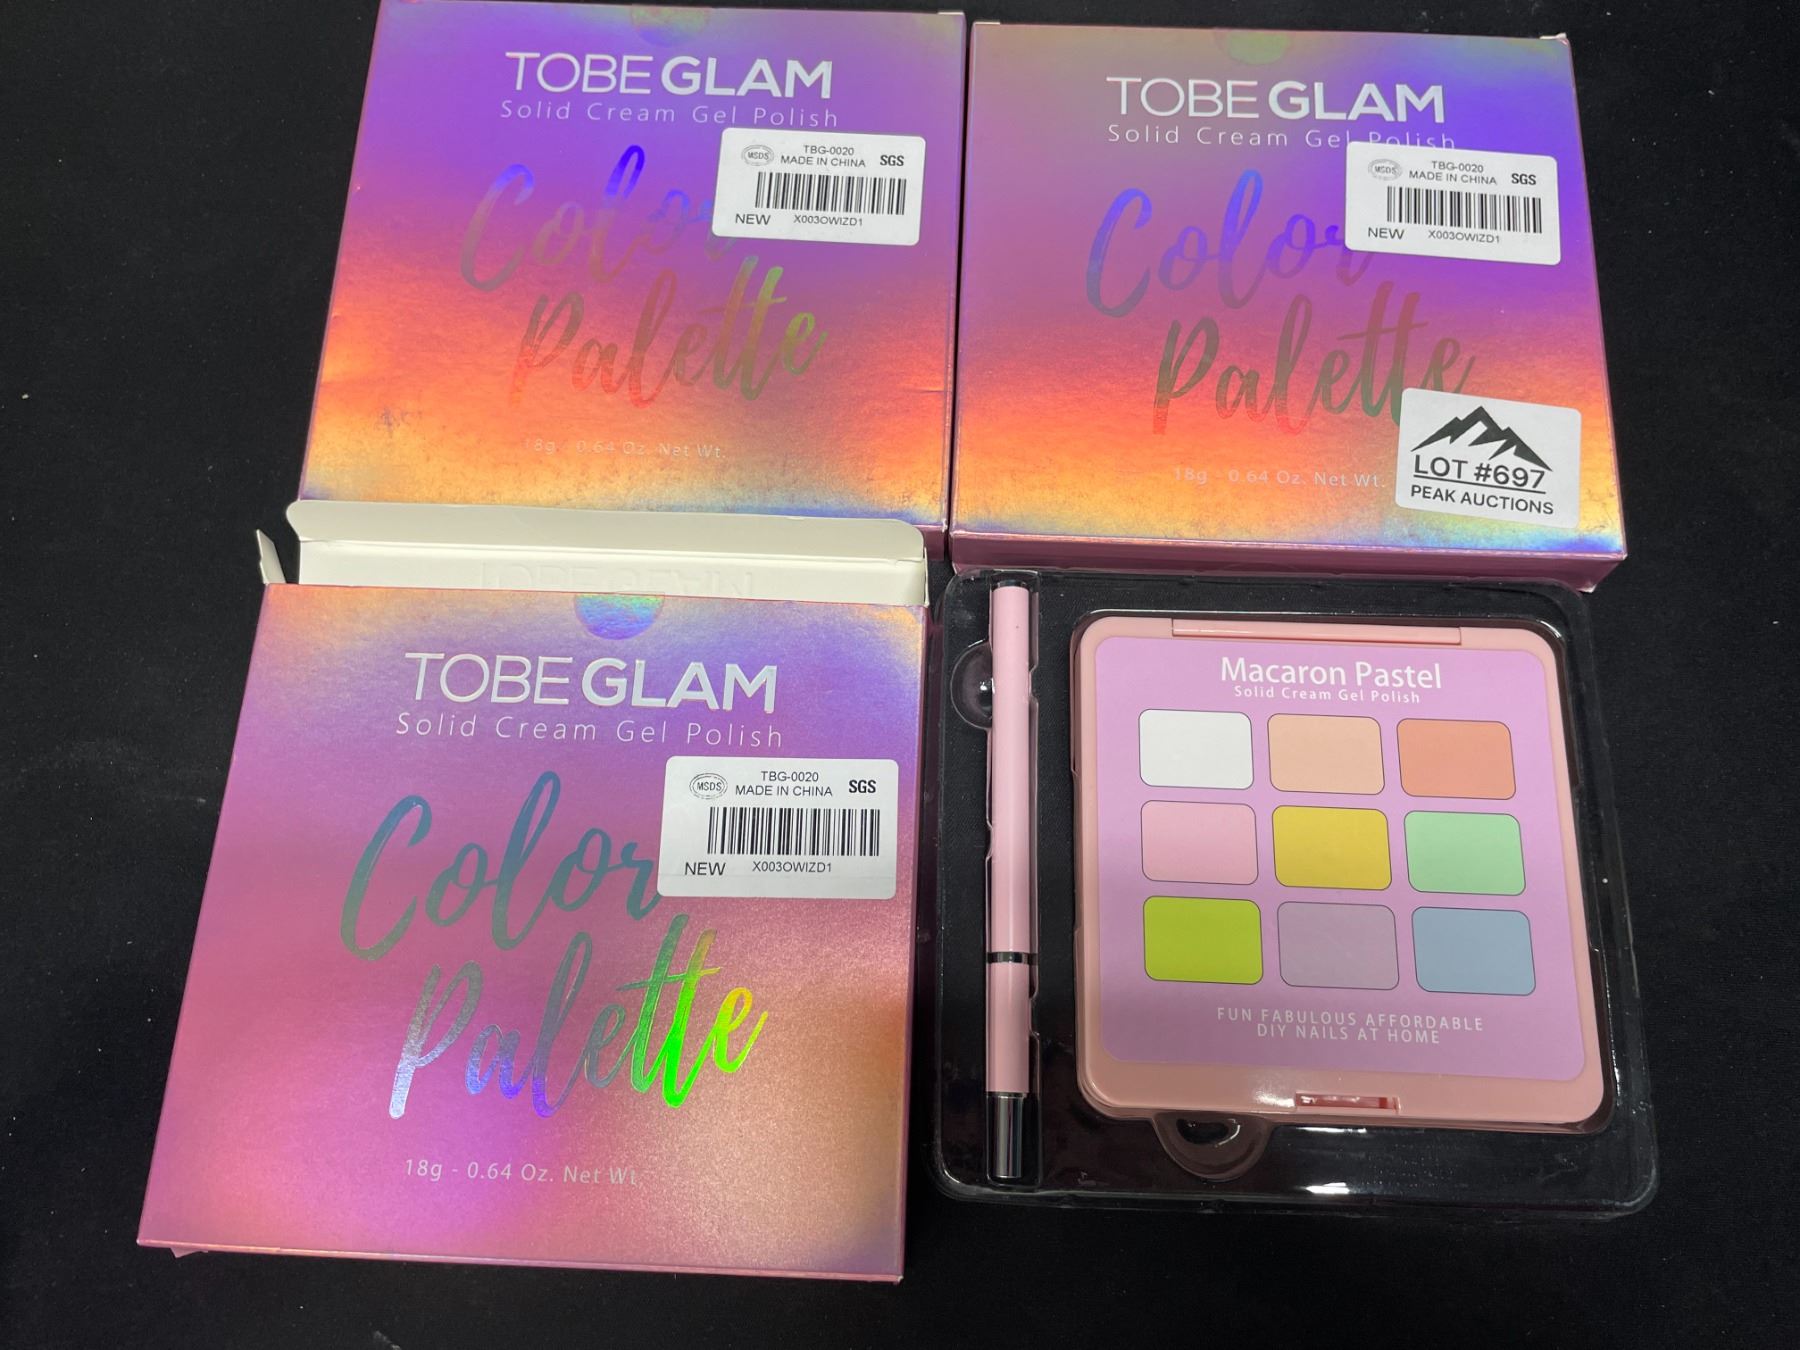 TOBE GLAM
Solid Cream Gel Polish
MSDS
TBG-0020
MADE IN CHINA
SGS
NEW
X003OWIZD1
Color
Palette
18g - 0.64 Oz. Net Wt.
TOBE GLAM
Solid Cream Gel Polish
MSDS
TBG-0020
MADE IN CHINA
SGS
NEW
X003OWIZD1
Color
Palette
18g - 0.64 Oz. Net Wt.
LOT #697
PEAK AUCTIONS
TOBE GLAM
Solid Cream Gel Polish
MSDS
TBG-0020
MADE IN CHINA
SGS
NEW
X003OWIZD1
Color
Palette
18g - 0.64 Oz. Net Wt.
Macaron Pastel
Solid Cream Gel Polish
FUN FABULOUS AFFORDABLE
DIY NAILS AT HOME